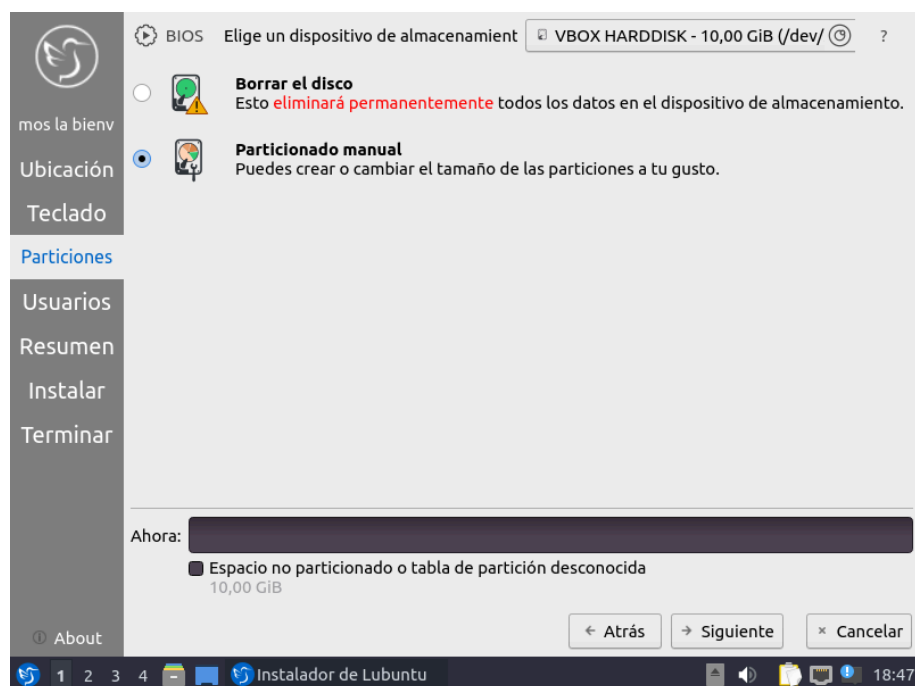 BIOS Elige un dispositivo de almacenamient VBOX HARDDISK - 10,00 GiB (/dev/ ?
Borrar el disco
Esto eliminará permanentemente todos los datos en el dispositivo de almacenamiento.
Particionado manual
Puedes crear o cambiar el tamaño de las particiones a tu gusto.
mos la bienv
Ubicación
Teclado
Particiones
Usuarios
Resumen
Instalar
Terminar
Ahora:
Espacio no particionado o tabla de partición desconocida
10,00 GiB
About
← Atrás → Siguiente × Cancelar
1 2 3 4 Instalador de Lubuntu 18:47